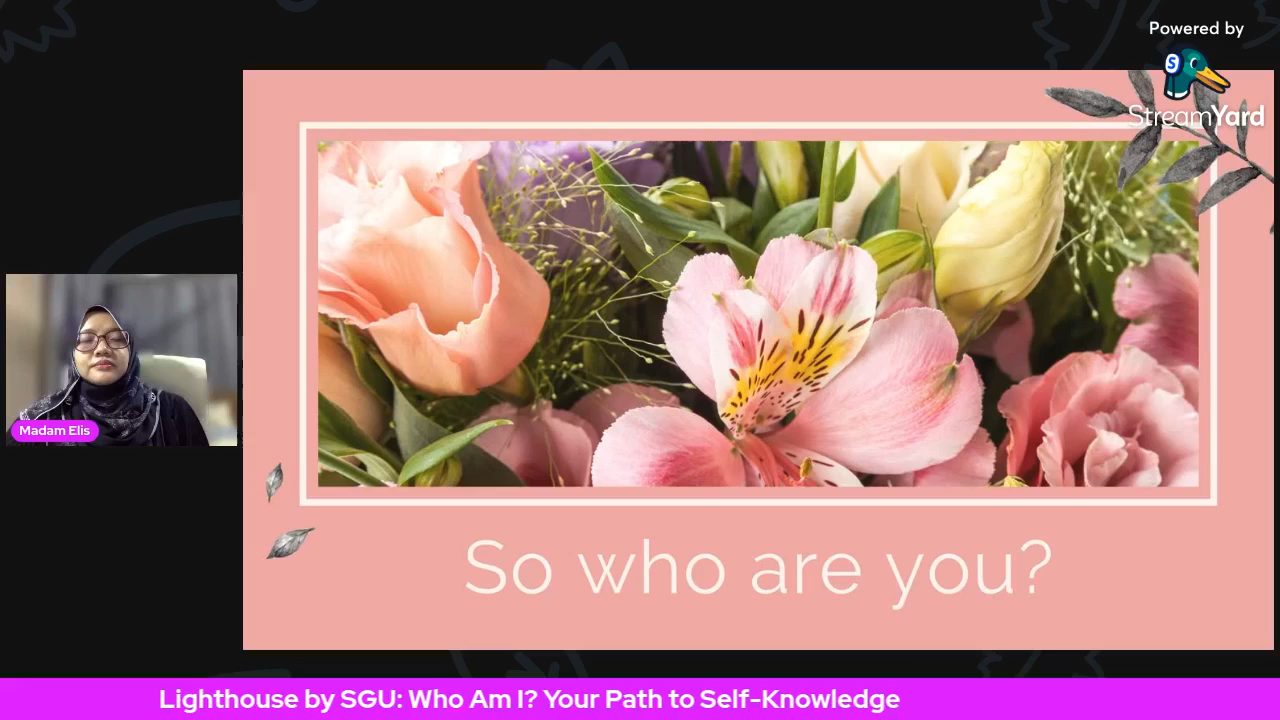 Powered by
S
StreamYard
Madam Elis
So who are you?
Lighthouse by SGU: Who Am I? Your Path to Self-Knowledge